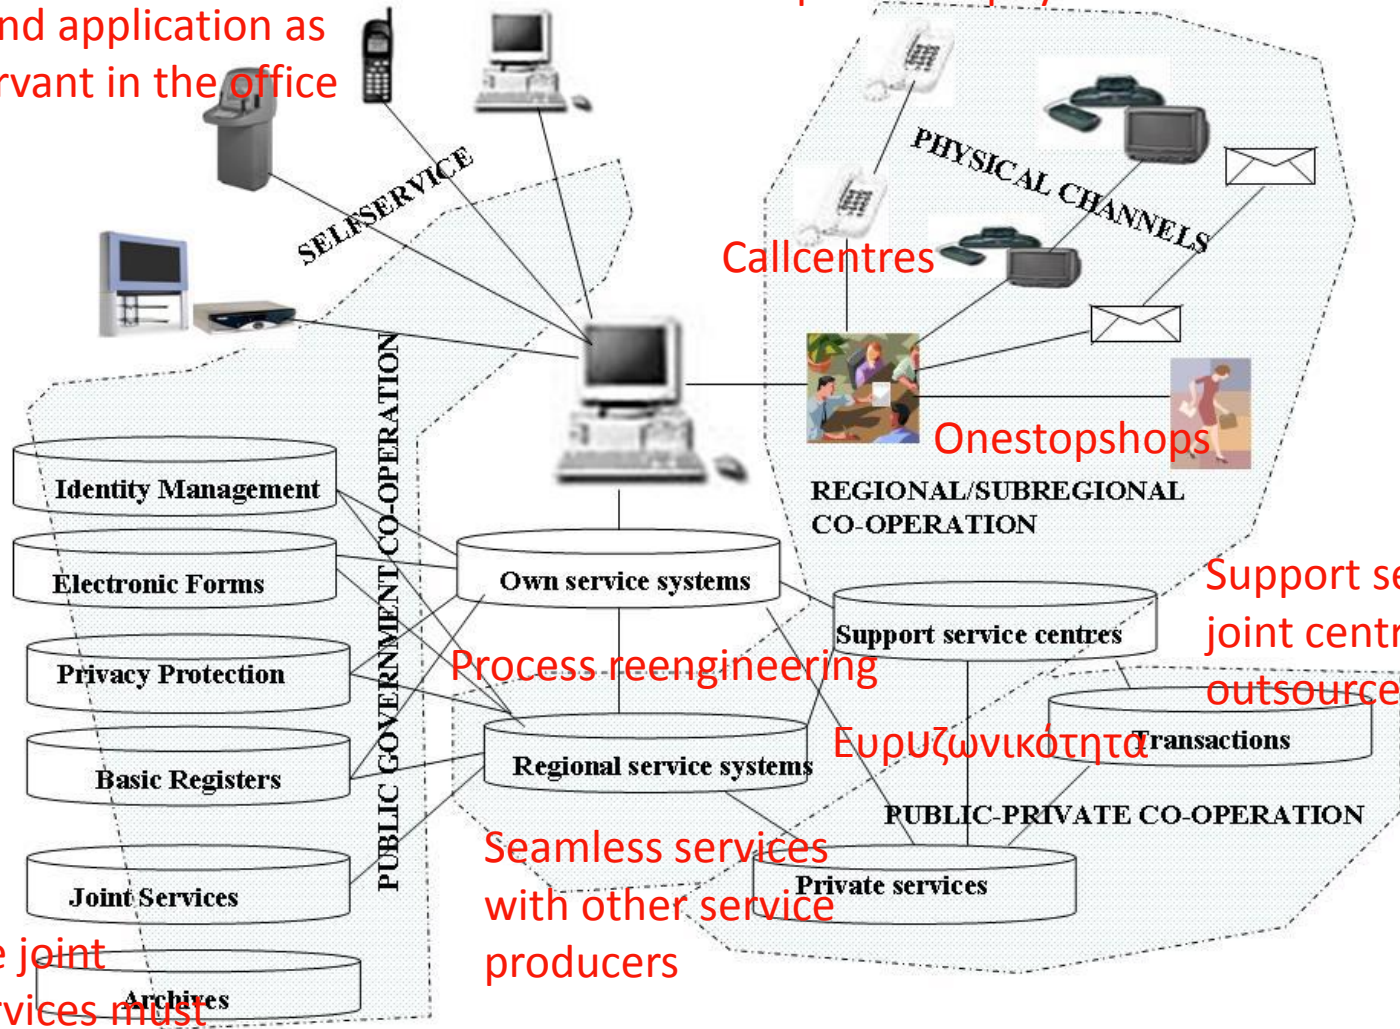 nd application as
rvant in the office
SELFSERVICE
PHYSICAL CHANNELS
Callcentres
Onestopshops
REGIONAL/SUBREGIONAL
CO-OPERATION
PUBLIC GOVERNMENT CO-OPERATION
Identity Management
Electronic Forms
Privacy Protection
Basic Registers
Joint Services
Archives
Own service systems
Process reengineering
Regional service systems
Support service centres
Support se
joint centr
outsource
Ευρυζωνικότητα
Transactions
PUBLIC-PRIVATE CO-OPERATION
Seamless services
with other service
producers
Private services
e joint
rvices must